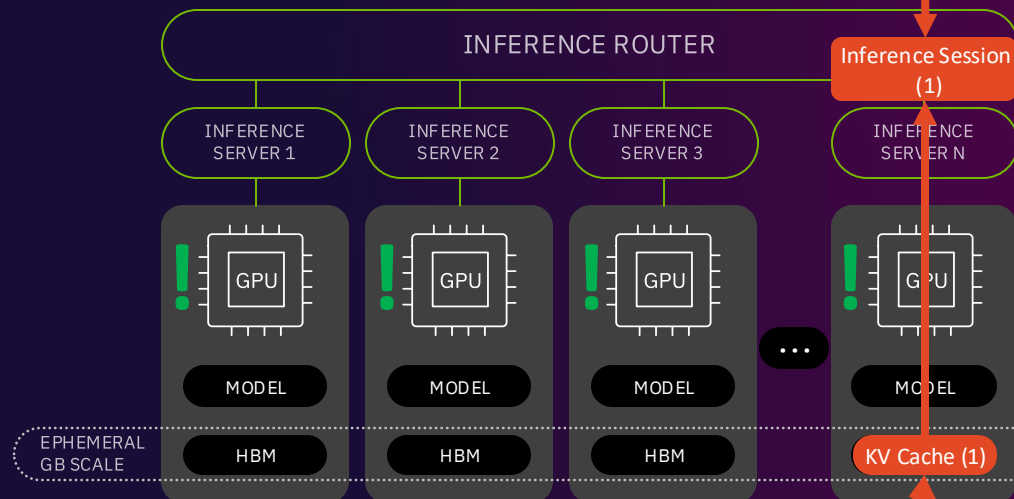 INFERENCE ROUTER
Inference Session
(1)
INFERENCE
SERVER 1
INFERENCE
SERVER 2
INFERENCE
SERVER 3
INFERENCE
SERVER N
GPU
GPU
GPU
GPU
...
MODEL
MODEL
MODEL
MODEL
EPHEMERAL
GB SCALE
HBM
HBM
HBM
KV Cache (1)